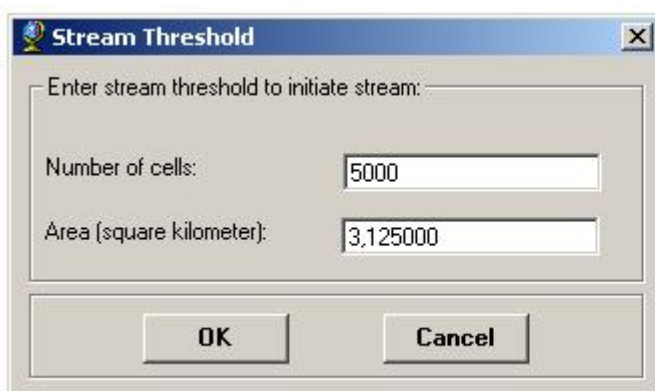 Stream Threshold
Enter stream threshold to initiate stream:
Number of cells: 5000
Area (square kilometer): 3,125000
OK Cancel